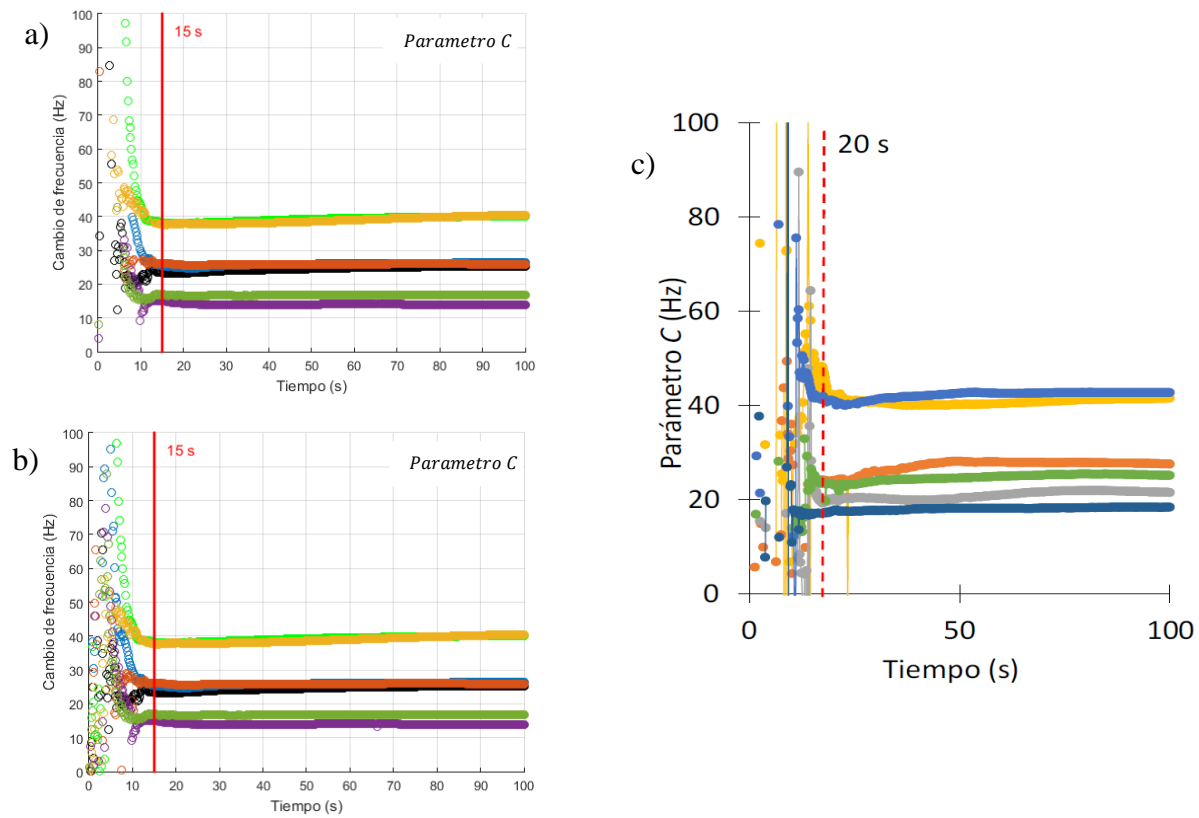 a)
Parametro C
15 s
Cambio de frecuencia (Hz)
100
90
80
70
60
50
40
30
20
10
0
0 10 20 30 40 50 60 70 80 90 100
Tiempo (s)
b)
Parametro C
15 s
Cambio de frecuencia (Hz)
100
90
80
70
60
50
40
30
20
10
0
0 10 20 30 40 50 60 70 80 90 100
Tiempo (s)
c)
20 s
Parámetro C (Hz)
100
80
60
40
20
0
0 50 100
Tiempo (s)